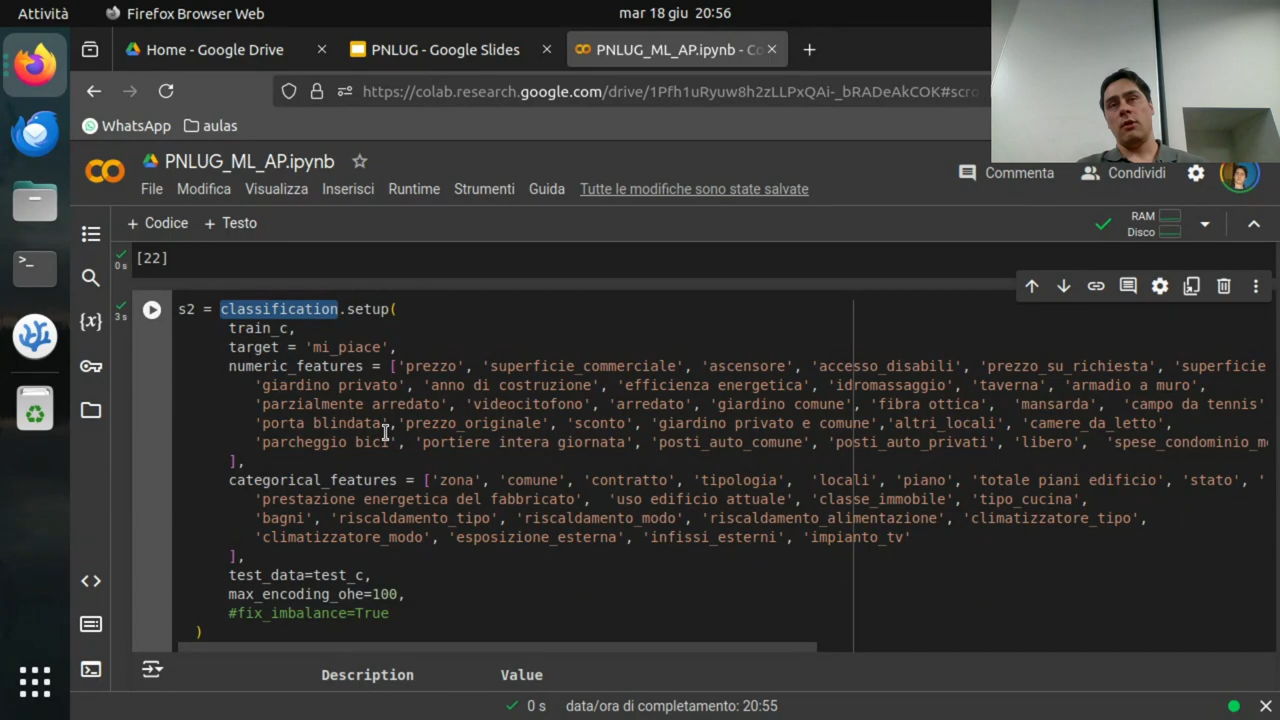 Attività
Firefox Browser Web
mar 18 giu 20:56
Home - Google Drive
PNLUG - Google Slides
PNLUG_ML_AP.ipynb - Co
https://colab.research.google.com/drive/1Pfh1uRyuw8h2zLLPxQAi-_bRADeAkCOK#scro
WhatsApp
aulas
PNLUG_ML_AP.ipynb
File Modifica Visualizza Inserisci Runtime Strumenti Guida Tutte le modifiche sono state salvate
Commenta
Condividi
+ Codice + Testo
RAM
Disco
[22]
0 s
3 s
s2 = classification.setup(
train_c,
target = 'mi_piace',
numeric_features = ['prezzo', 'superficie_commerciale', 'ascensore', 'accesso_disabili', 'prezzo_su_richiesta', 'superficie
'giardino privato', 'anno di costruzione', 'efficienza energetica', 'idromassaggio', 'taverna', 'armadio a muro',
'parzialmente arredato', 'videocitofono', 'arredato', 'giardino comune', 'fibra ottica', 'mansarda', 'campo da tennis'
'porta blindata','prezzo_originale', 'sconto', 'giardino privato e comune','altri_locali', 'camere_da_letto',
'parcheggio bici', 'portiere intera giornata', 'posti_auto_comune', 'posti_auto_privati', 'libero', 'spese_condominio_m
],
categorical_features = ['zona', 'comune', 'contratto', 'tipologia', 'locali', 'piano', 'totale piani edificio', 'stato', '
'prestazione energetica del fabbricato', 'uso edificio attuale', 'classe_immobile', 'tipo_cucina',
'bagni', 'riscaldamento_tipo', 'riscaldamento_modo', 'riscaldamento_alimentazione', 'climatizzatore_tipo',
'climatizzatore_modo', 'esposizione_esterna', 'infissi_esterni', 'impianto_tv'
],
test_data=test_c,
max_encoding_ohe=100,
#fix_imbalance=True
)
Description Value
0 s data/ora di completamento: 20:55